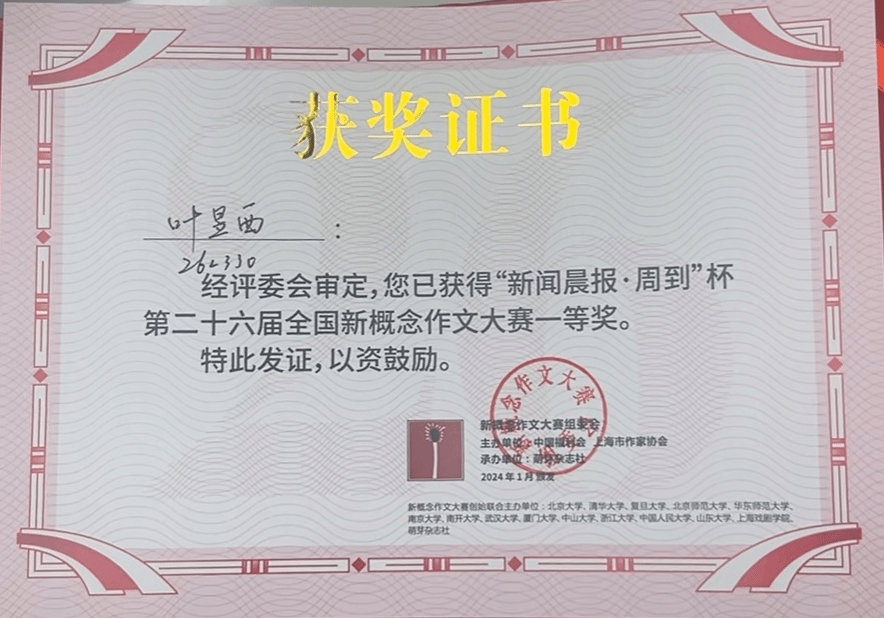 获奖证书
叶昱西：
262330
经评委会审定，您已获得“新闻晨报·周到”杯
第二十六届全国新概念作文大赛一等奖。
特此发证，以资鼓励。
念作文大赛
新概念作文大赛组委会
主办单位：中国福利会 上海市作家协会
承办单位：萌芽杂志社
2024年1月 颁发
新概念作文大赛创始联合主办单位：北京大学、清华大学、复旦大学、北京师范大学、华东师范大学、
南京大学、南开大学、武汉大学、厦门大学、中山大学、浙江大学、中国人民大学、山东大学、上海戏剧学院、
萌芽杂志社